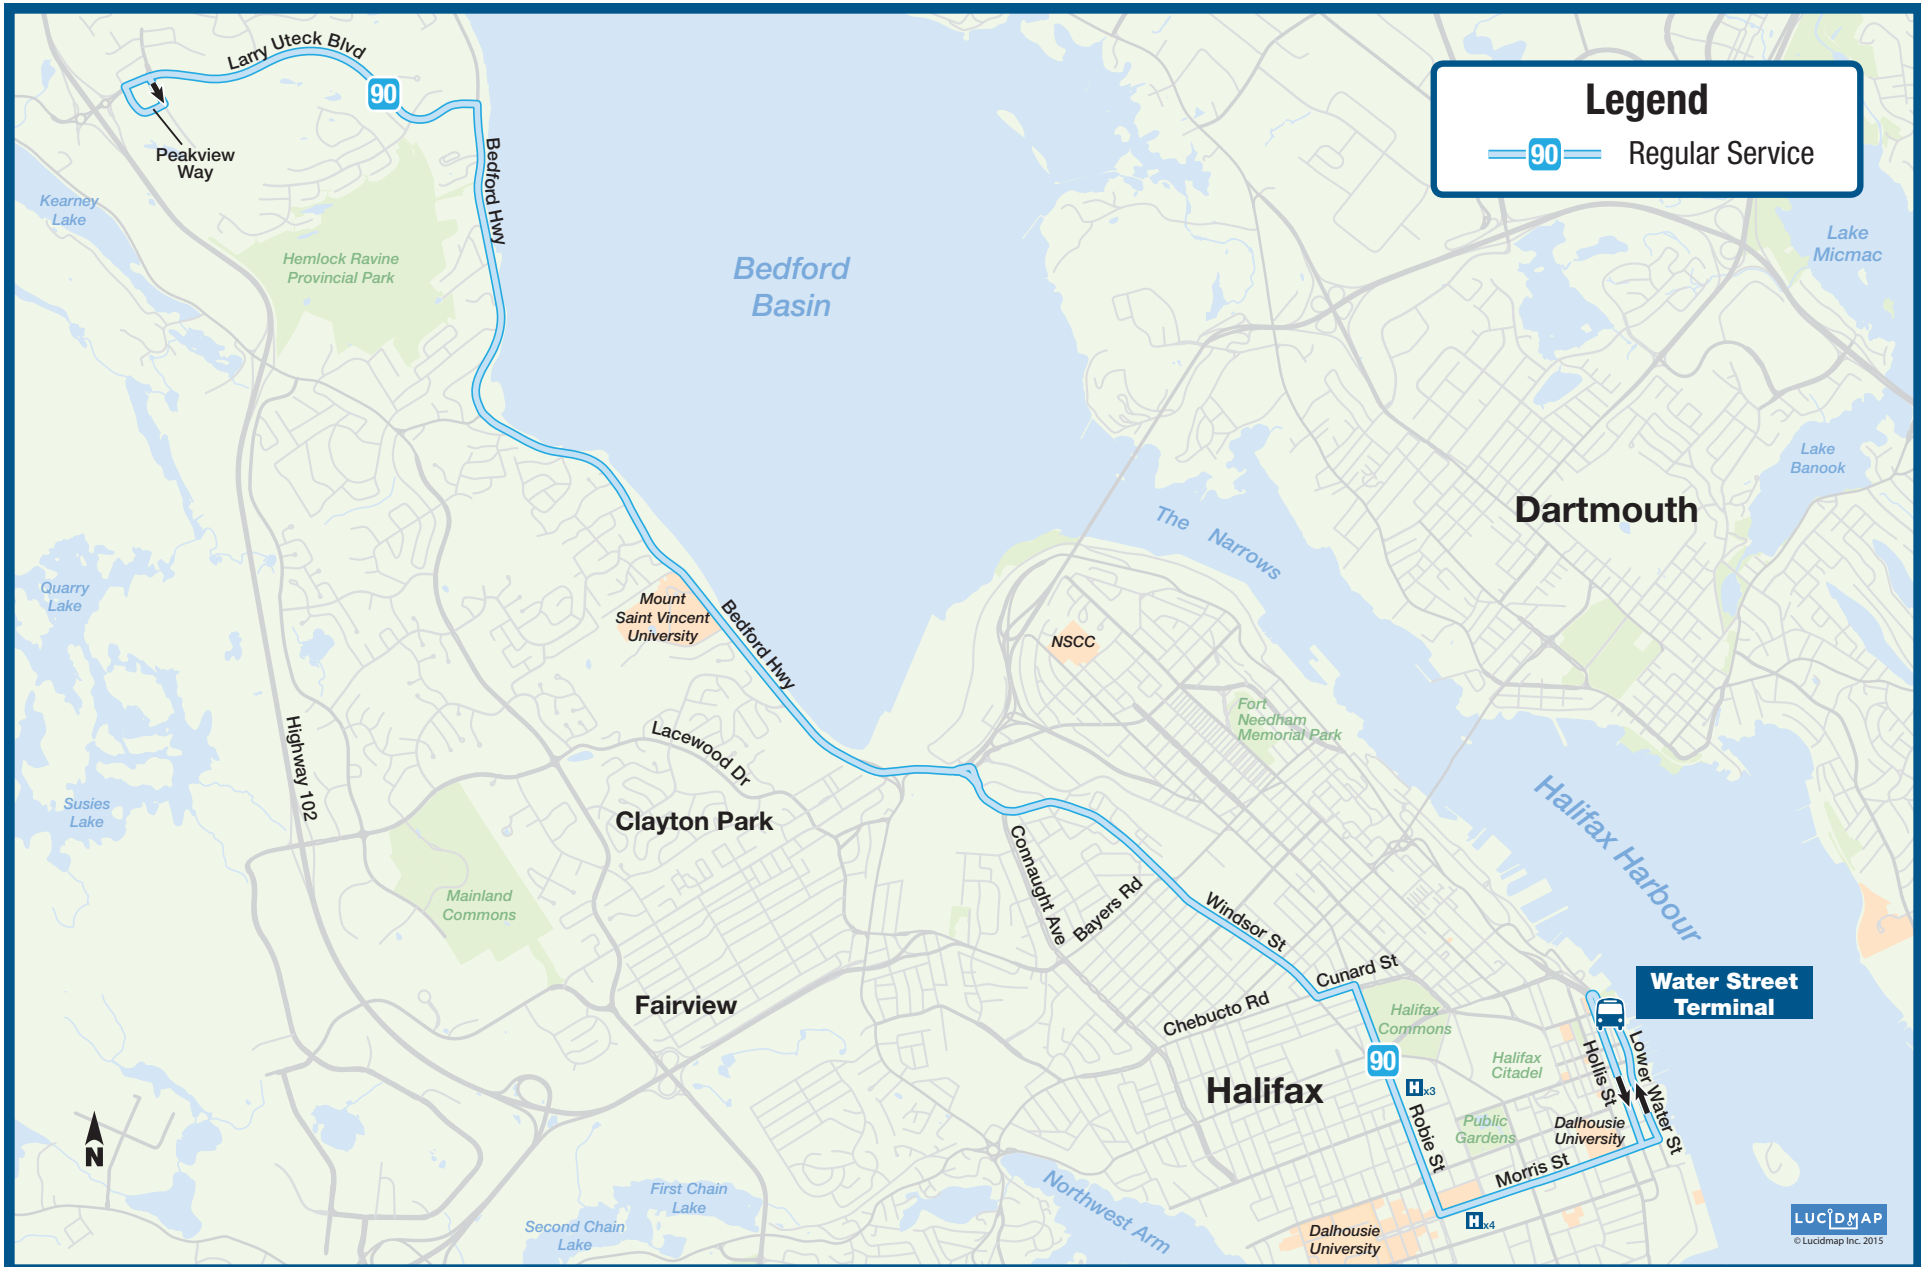 Larry Uteck Blvd
90
Legend
90 Regular Service
Peakview
Way
Bedford Hwy
Kearney
Lake
Hemlock Ravine
Provincial Park
Bedford
Basin
Lake
Micmac
Lake
Banook
Dartmouth
The Narrows
Quarry
Lake
Mount
Saint Vincent
University
Bedford Hwy
NSCC
Fort
Needham
Memorial Park
Highway 102
Lacewood Dr
Susies
Lake
Clayton Park
Halifax Harbour
Connaught Ave
Bayers Rd
Mainland
Commons
Windsor St
Cunard St
Fairview
Chebucto Rd
Halifax
Commons
Water Street
Terminal
90
Halifax
Citadel
Hollis St
Lower Water St
Halifax
H x3
Robie St
Public
Gardens
Dalhousie
University
Morris St
N
First Chain
Lake
Second Chain
Lake
Northwest Arm
H x4
Dalhousie
University
LUCIDMAP
© Lucidmap Inc. 2015